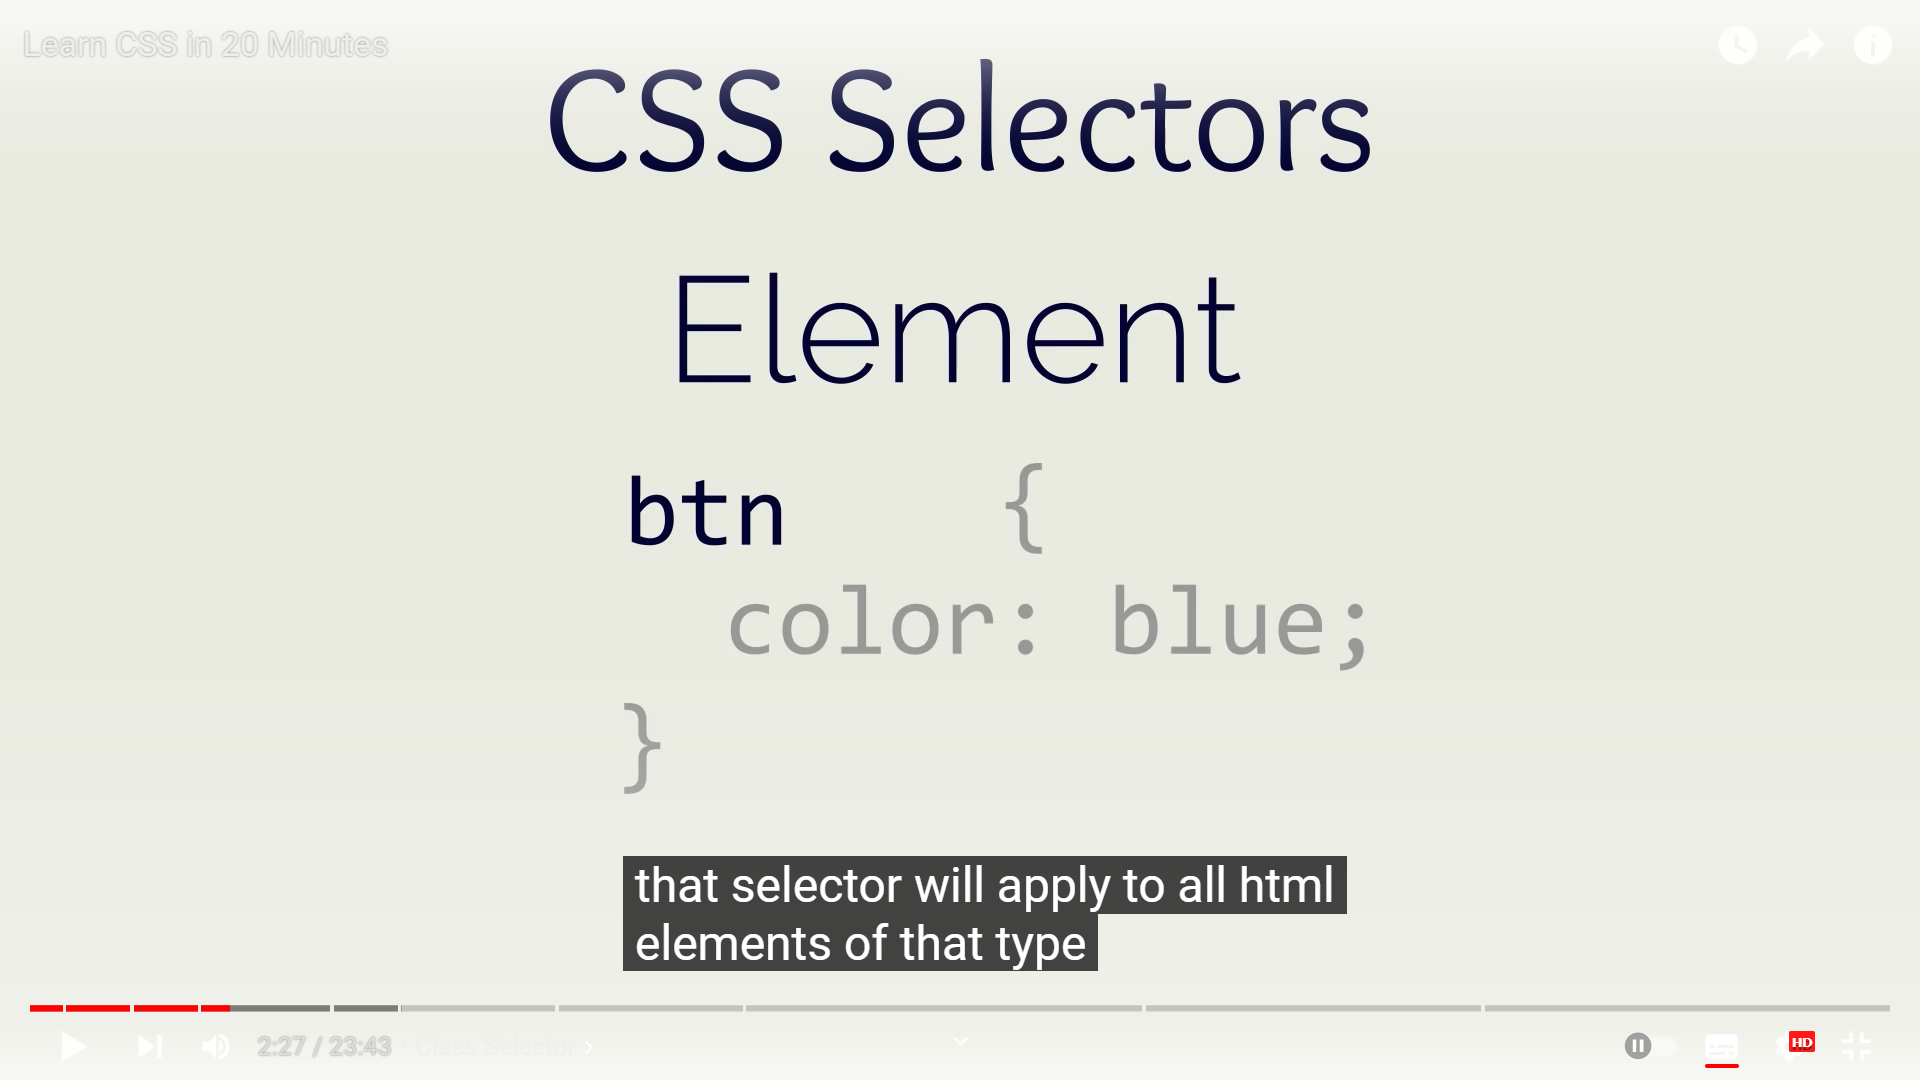 Learn CSS in 20 Minutes
CSS Selectors
Element
btn {
color: blue;
}
that selector will apply to all html
elements of that type
2:27 / 23:43 • Class Selector
HD